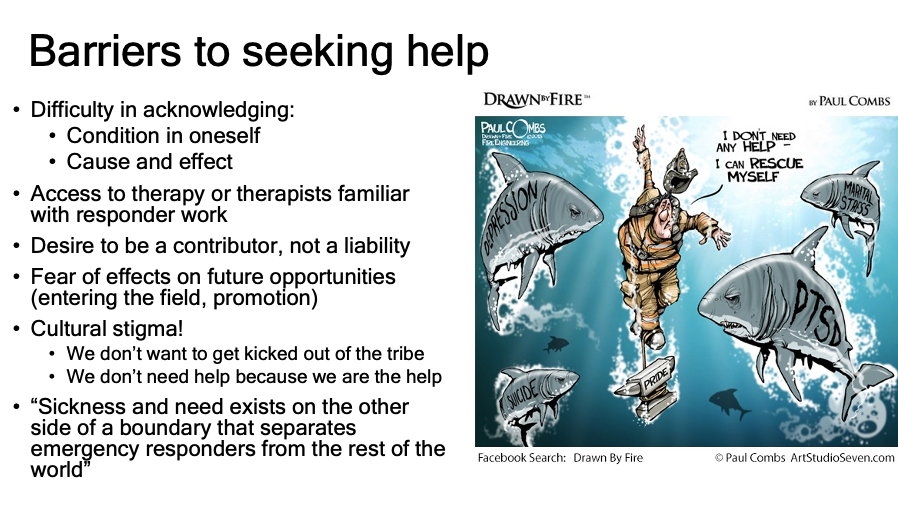 Barriers to seeking help
• Difficulty in acknowledging:
• Condition in oneself
• Cause and effect
• Access to therapy or therapists familiar
with responder work
• Desire to be a contributor, not a liability
• Fear of effects on future opportunities
(entering the field, promotion)
• Cultural stigma!
• We don’t want to get kicked out of the tribe
• We don’t need help because we are the help
• “Sickness and need exists on the other
side of a boundary that separates
emergency responders from the rest of the
world”
DRAWN BY FIRE™
BY PAUL COMBS
PAUL COMBS
DRAWN BY FIRE
FIRE ENGINEERING
I DON'T NEED
ANY HELP –
I CAN RESCUE
MYSELF
DEPRESSION
MARITAL
STRESS
PTSD
SUICIDE
PRIDE
Facebook Search: Drawn By Fire
© Paul Combs ArtStudioSeven.com